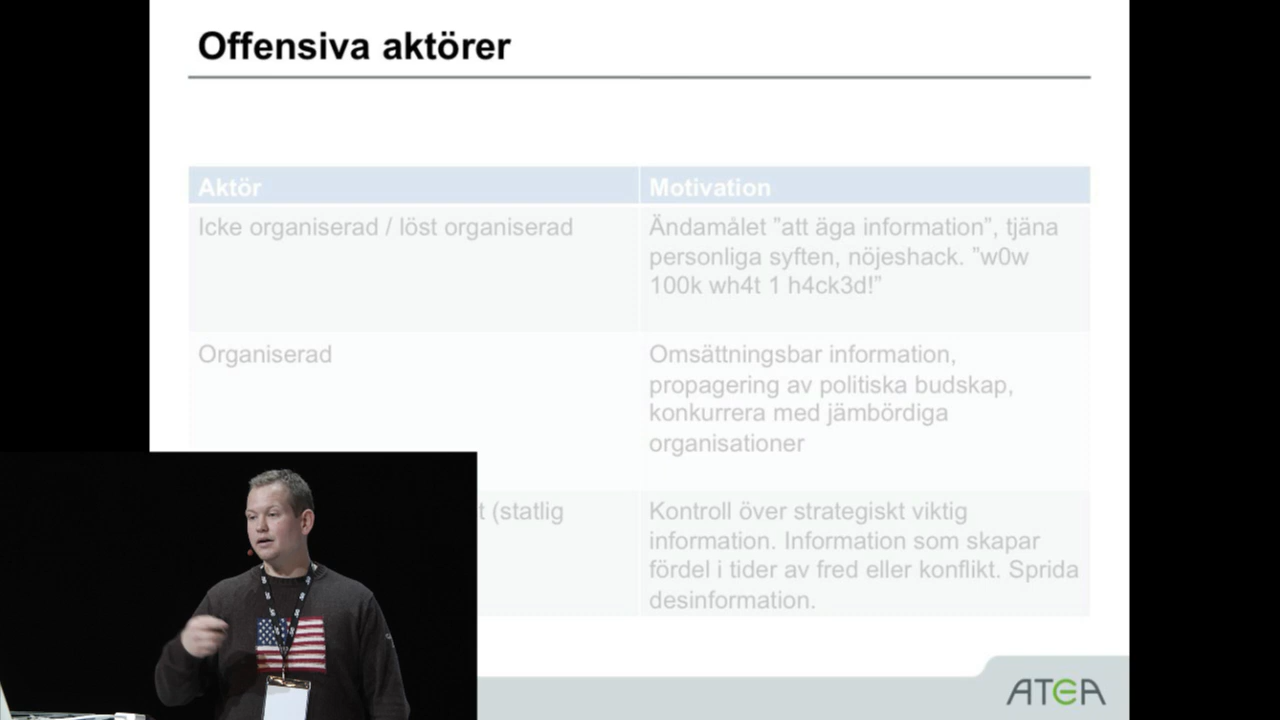 Offensiva aktörer
Aktör
Motivation
Icke organiserad / löst organiserad
Ändamålet ”att äga information”, tjäna
personliga syften, nöjeshack. ”w0w
100k wh4t 1 h4ck3d!”
Organiserad
Omsättningsbar information,
propagering av politiska budskap,
konkurrera med jämbördiga
organisationer
t (statlig
Kontroll över strategiskt viktig
information. Information som skapar
fördel i tider av fred eller konflikt. Sprida
desinformation.
ATEA